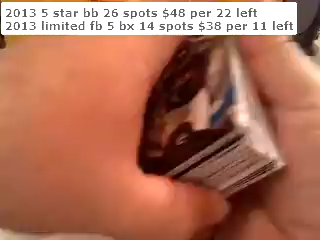 2013 5 star bb 26 spots $48 per 22 left
2013 limited fb 5 bx 14 spots $38 per 11 left